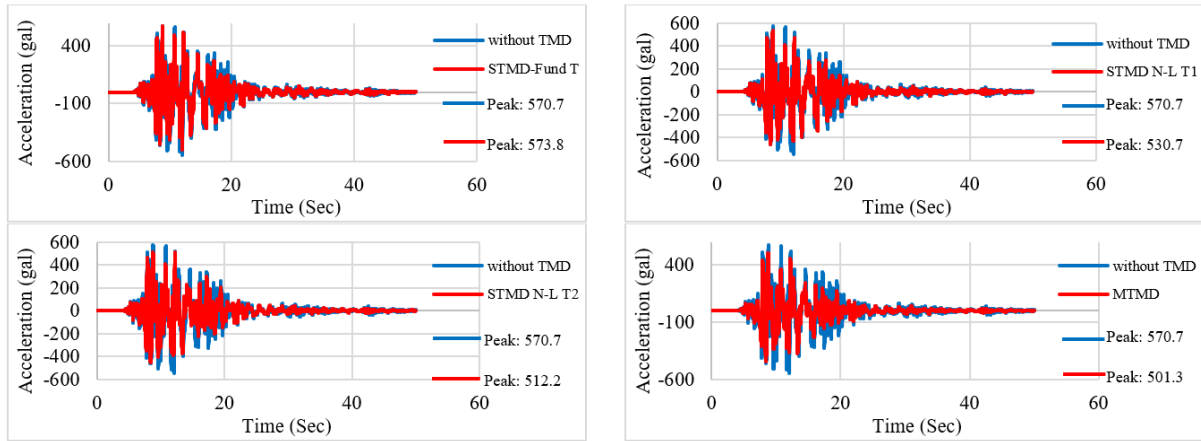 Acceleration (gal)
400
-100
-600
0
20
40
60
Time (Sec)
without TMD
STMD-Fund T
Peak: 570.7
Peak: 573.8
Acceleration (gal)
600
400
200
0
-200
-400
-600
0
20
40
60
Time (Sec)
without TMD
STMD N-L T1
Peak: 570.7
Peak: 530.7
Acceleration (gal)
600
400
200
0
-200
-400
-600
0
20
40
60
Time (Sec)
without TMD
STMD N-L T2
Peak: 570.7
Peak: 512.2
Acceleration (gal)
400
-100
-600
0
20
40
60
Time (Sec)
without TMD
MTMD
Peak: 570.7
Peak: 501.3